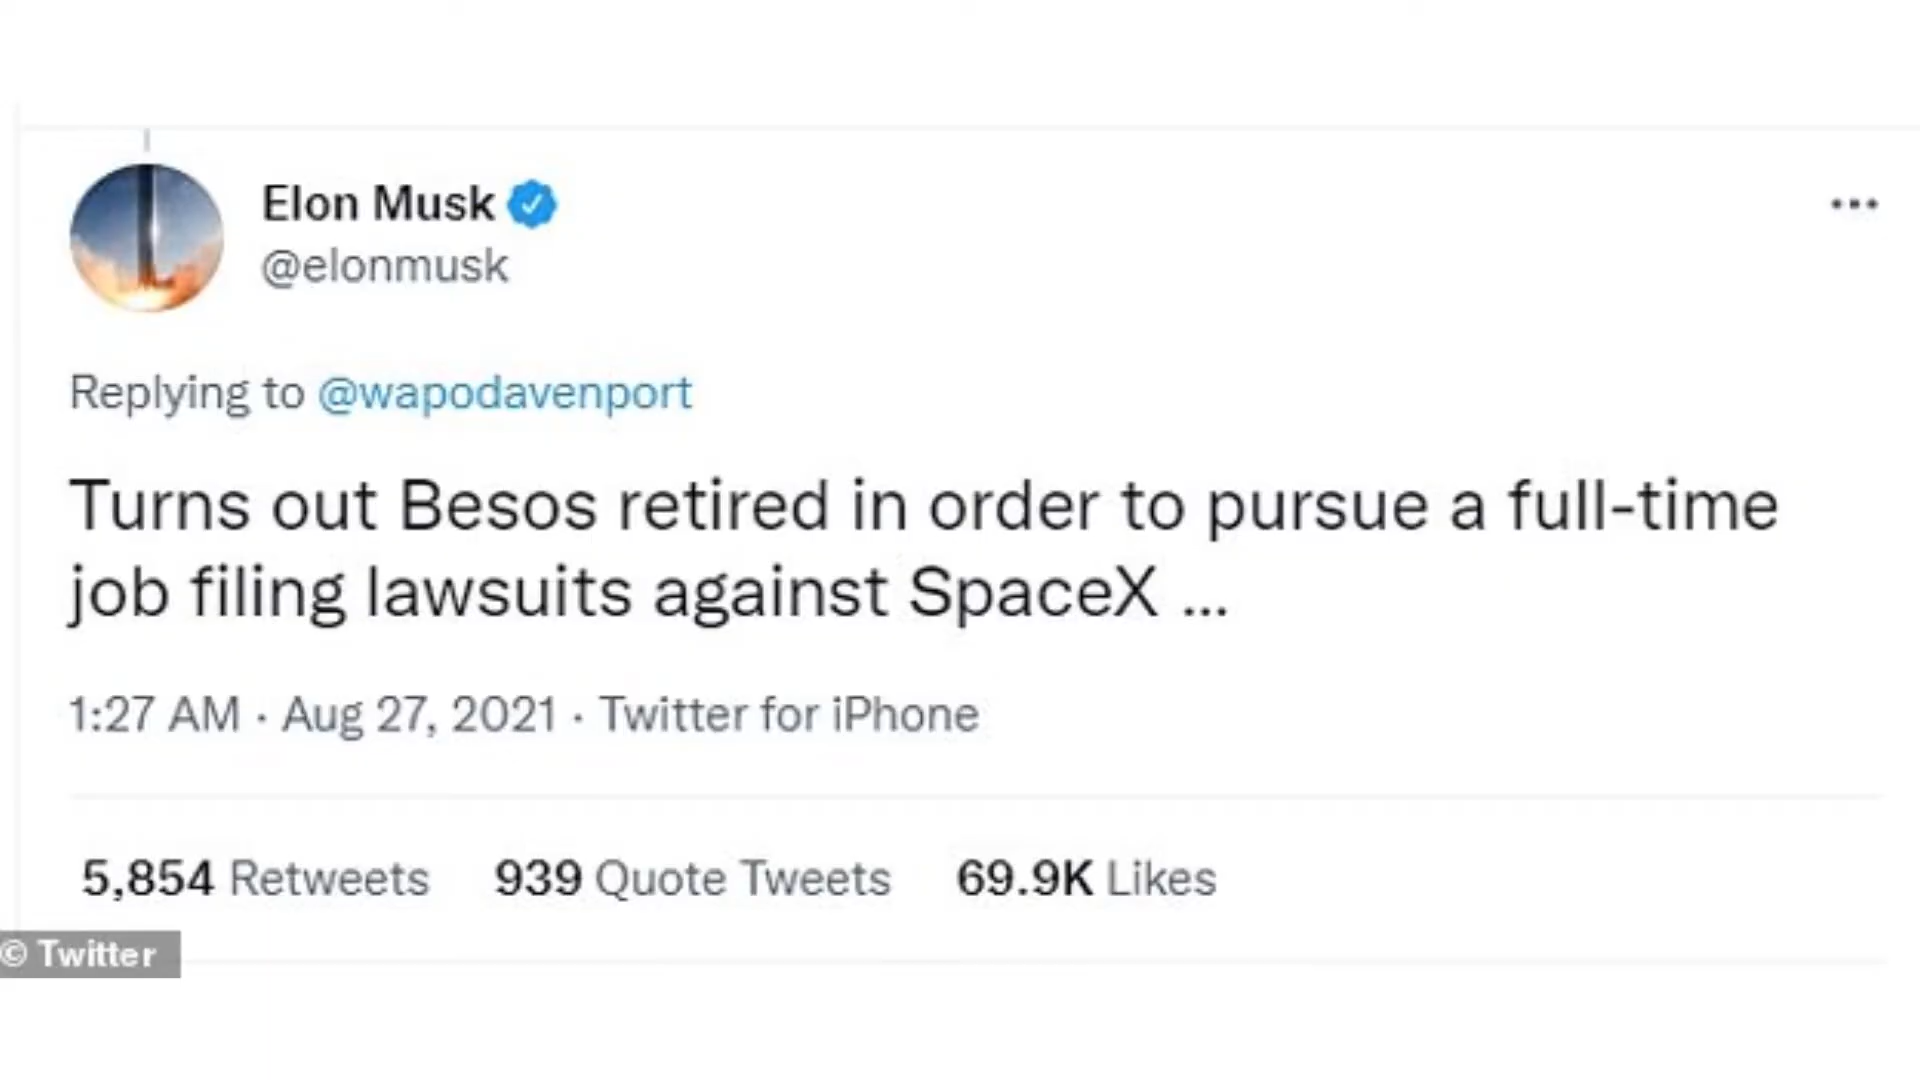 Elon Musk
@elonmusk
Replying to @wapodavenport
Turns out Besos retired in order to pursue a full-time
job filing lawsuits against SpaceX ...
1:27 AM · Aug 27, 2021 · Twitter for iPhone
5,854 Retweets 939 Quote Tweets 69.9K Likes
© Twitter